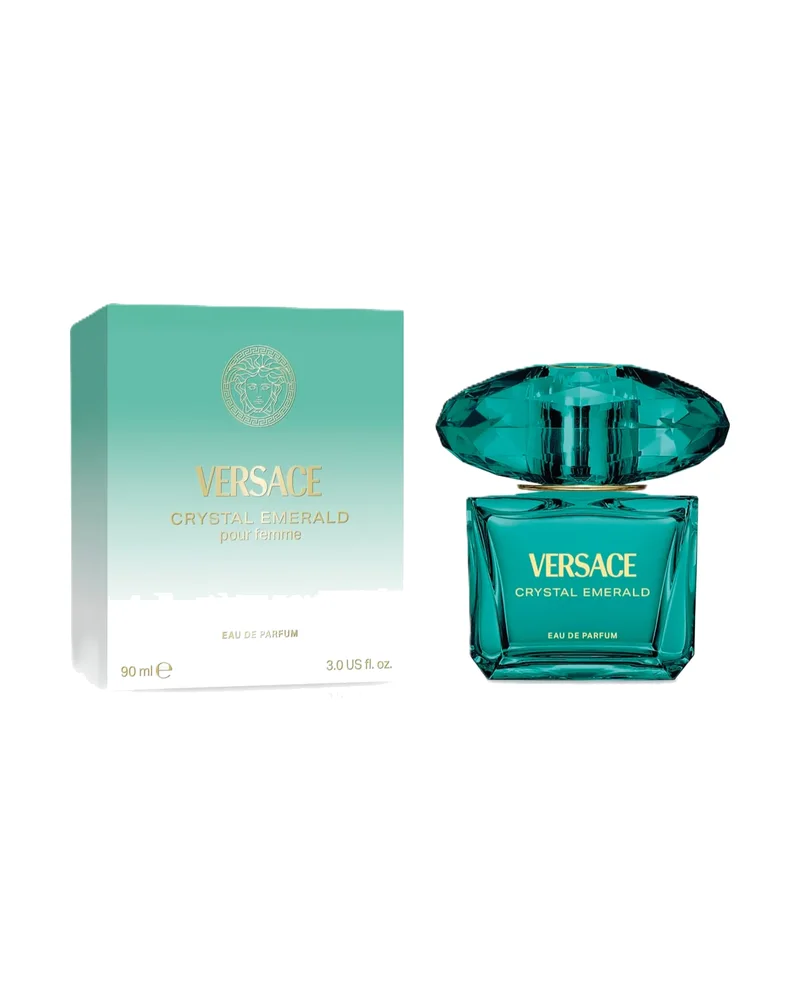 VERSACE
CRYSTAL EMERALD
pour femme
EAU DE PARFUM
90 ml ℮
3.0 US fl. oz.
VERSACE
CRYSTAL EMERALD
EAU DE PARFUM